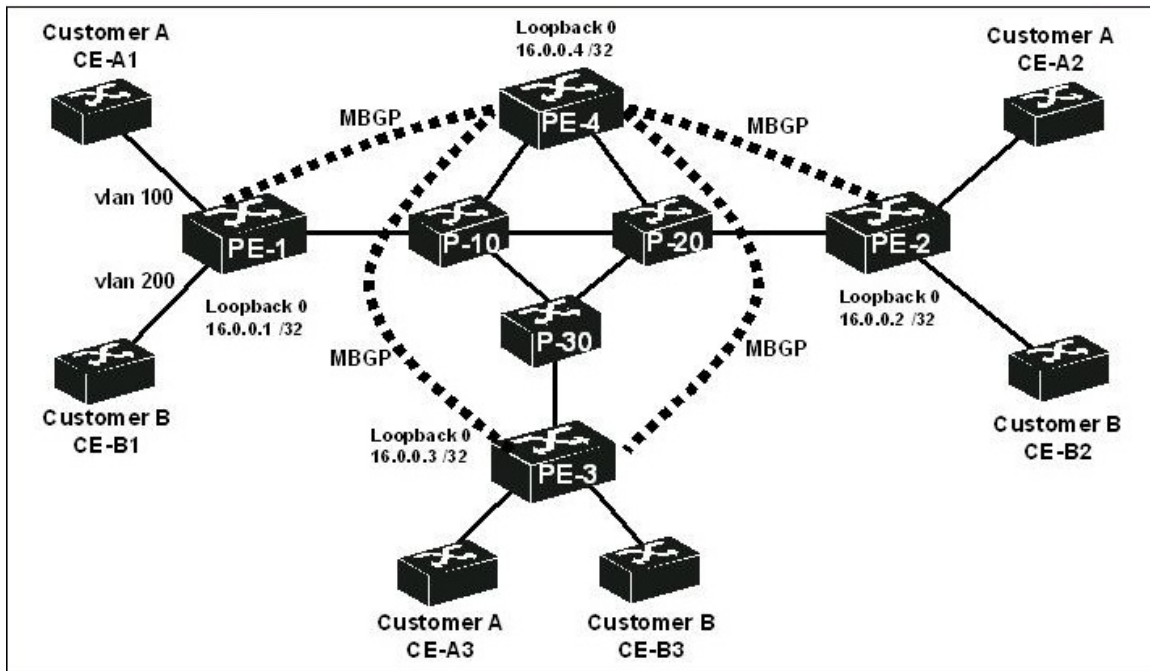 Customer A
CE-A1
Loopback 0
16.0.0.4 /32
Customer A
CE-A2
MBGP
PE-4
MBGP
vlan 100
PE-1
P-10
P-20
PE-2
vlan 200
Loopback 0
16.0.0.1 /32
Loopback 0
16.0.0.2 /32
P-30
MBGP
MBGP
Customer B
CE-B1
Customer B
CE-B2
Loopback 0
16.0.0.3 /32
PE-3
Customer A
CE-A3
Customer B
CE-B3